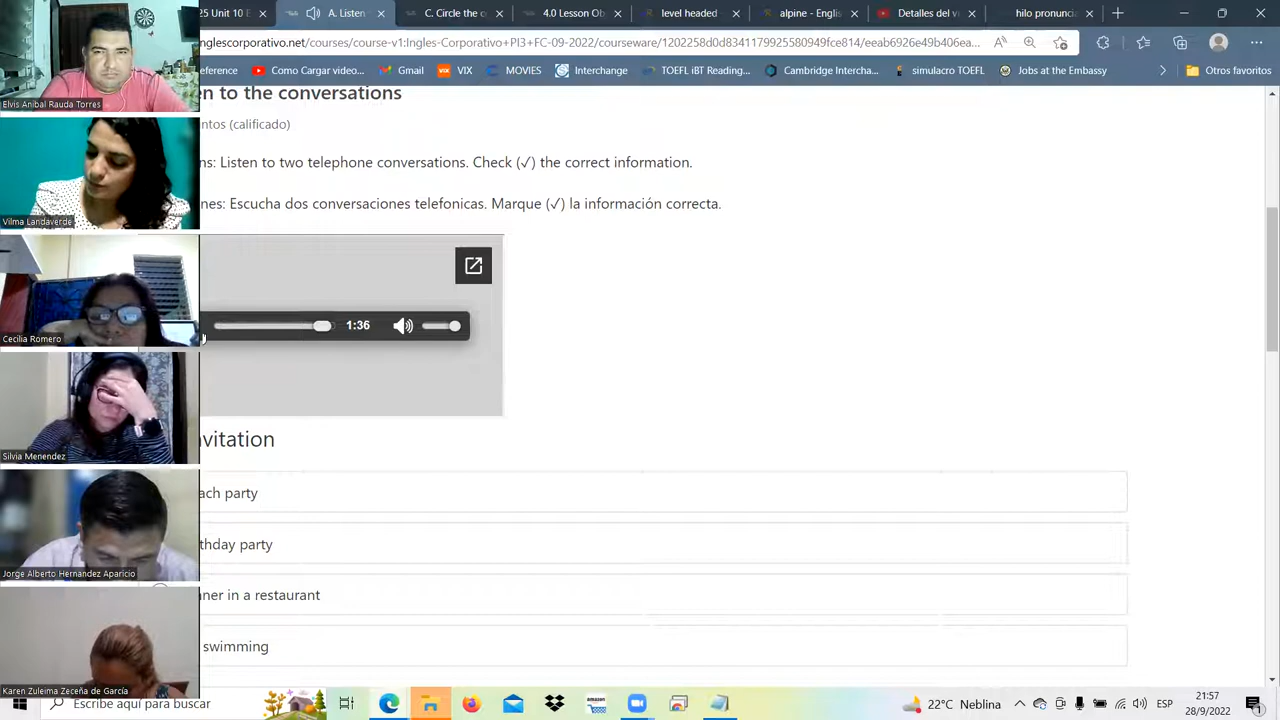 25 Unit 10
A. Listen
Cc Circle the o
4.0 Lesson Ob
level headed
alpine - Eng
nglescorporativo.net/courses/course-v1:Ingles-Corporativo+PI3+FC-09-2022/courseware/1202258d0d8341179925580949fce814/eeab6926e49b406ea...
eference
Como Cargar video...
Gmail
VIX
MOVIES
Interchange
TOEFL iBT Reading...
Cambridge Interna...
simulacro TOEFL
Jobs at the Embassy
Otros favoritos
en to the conversations
ntos (calificado)
ns: Listen to two telephone conversations. Check (✓) the correct information.
nes: Escucha dos conversaciones telefonicas. Marque (✓) la información correcta.
1:36
vitation
ach party
thday party
ner in a restaurant
swimming
Elvis Anibal Rauda Torres
Vilma Landaverde
Cecilia Romero
Silvia Menendez
Jorge Alberto Hernandez Aparicio
Karen Zuleima Zeceña de García
Escribe aquí para buscar
amazon
22°C Neblina
ESP
21:57
28/9/2022